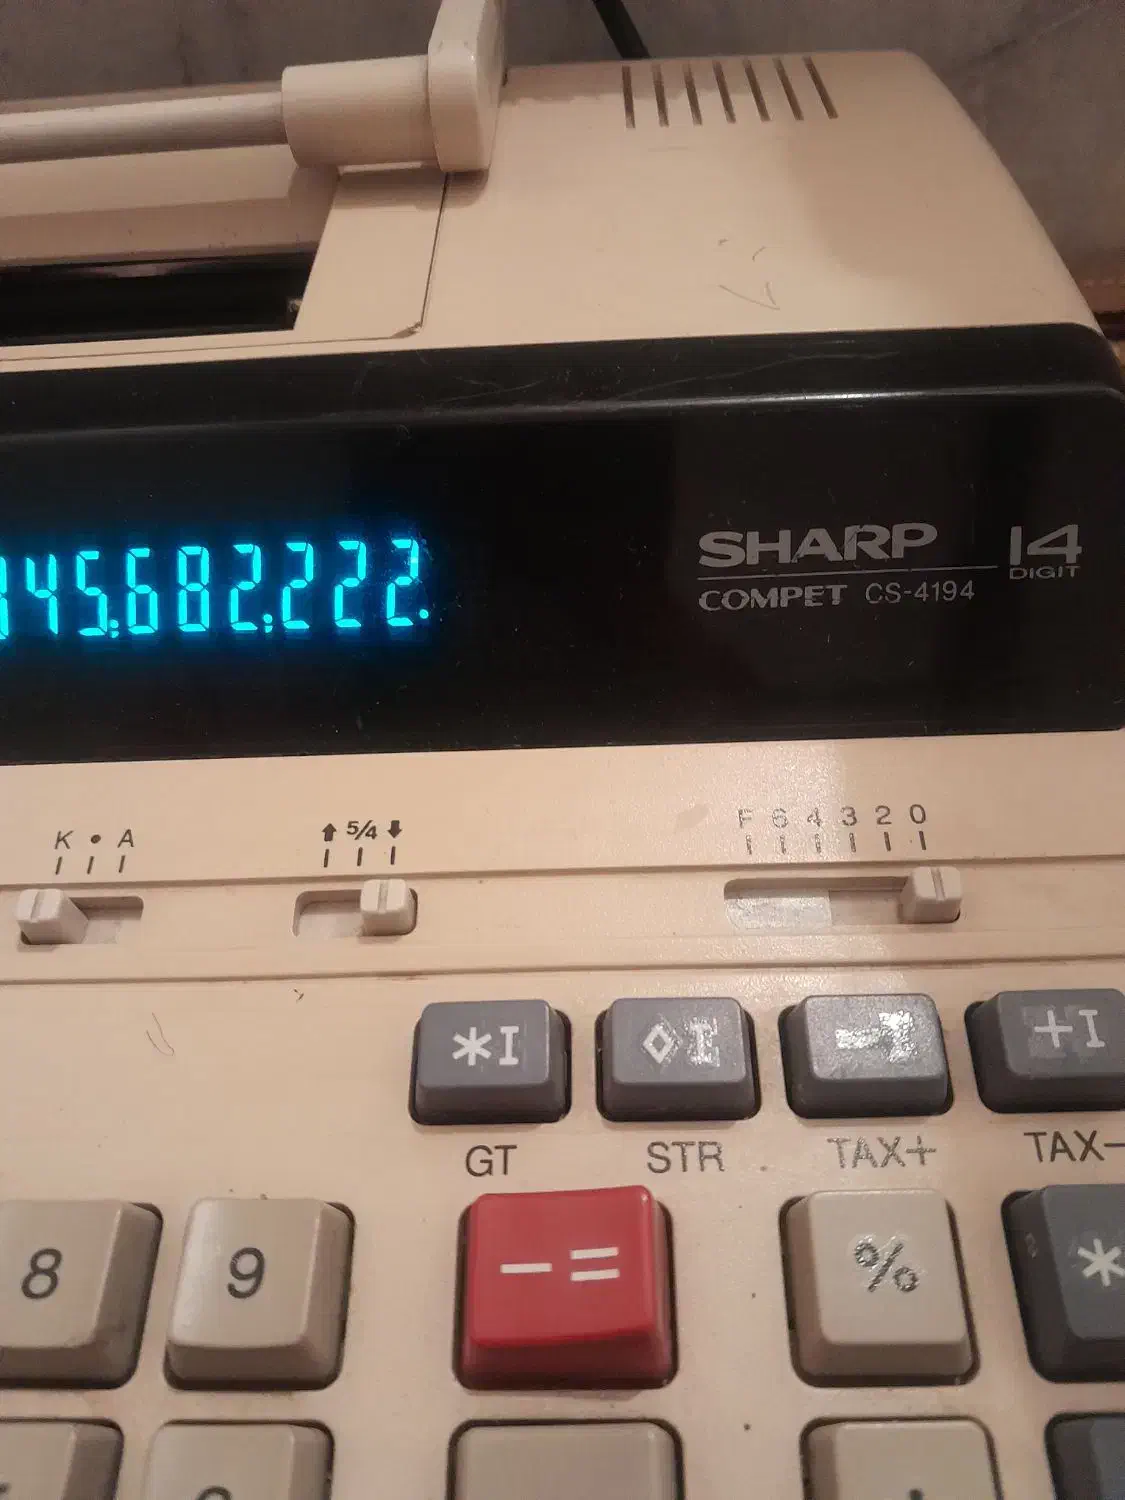 45,682,222.
SHARP 14
DIGIT
COMPET CS-4194
K • A
⬆ 5/4 ⬇
F 6 4 3 2 0
*I ◇I −I +I
GT STR TAX+ TAX−
8 9 − = % *